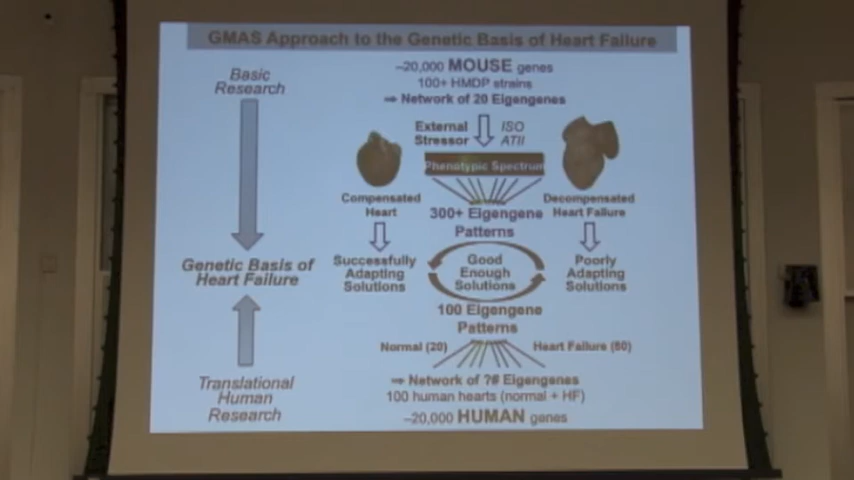 GMAS Approach to the Genetic Basis of Heart Failure
Basic
Research
~20,000 MOUSE genes
100+ HMDP strains
⇒ Network of 20 Eigengenes
External
Stressor
ISO
ATII
Phenotypic Spectrum
Compensated
Heart
Decompensated
Heart Failure
300+ Eigengene
Patterns
Genetic Basis of
Heart Failure
Successfully
Adapting
Solutions
Good
Enough
Solutions
Poorly
Adapting
Solutions
100 Eigengene
Patterns
Normal (20)
Heart Failure (80)
Translational
Human
Research
⇒ Network of ?# Eigengenes
100 human hearts (normal + HF)
~20,000 HUMAN genes